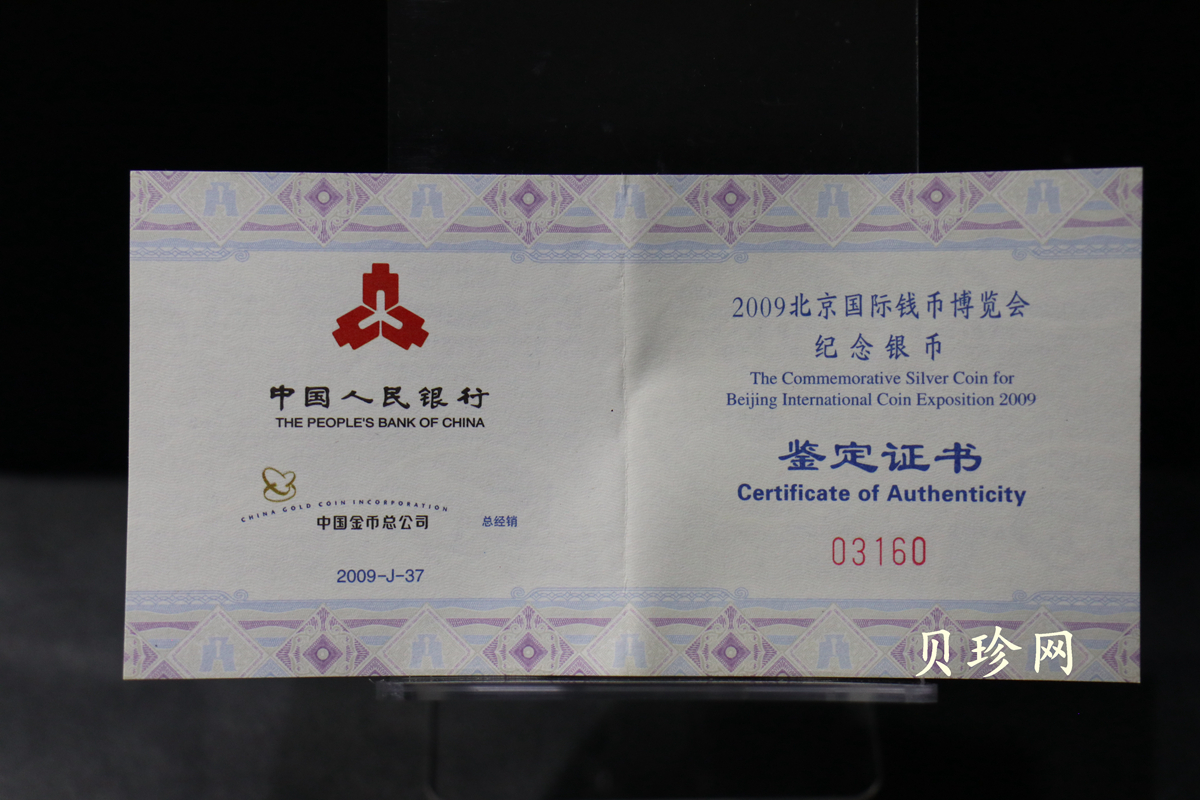 中国人民银行
THE PEOPLE'S BANK OF CHINA
CHINA GOLD COIN INCORPORATION
中国金币总公司 总经销
2009-J-37
2009北京国际钱币博览会
纪念银币
The Commemorative Silver Coin for
Beijing International Coin Exposition 2009
鉴定证书
Certificate of Authenticity
03160
贝珍网